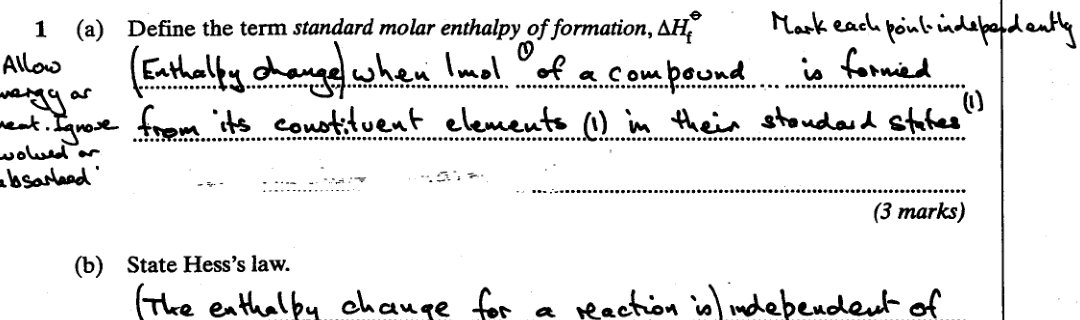 1 (a) Define the term standard molar enthalpy of formation, ΔHf⊖
Mark each point independently
(Enthalpy change) when 1mol (1) of a compound is formed
from its constituent elements (1) in their standard states (1)
Allow
energy or
heat. Ignore
evolved or
absorbed
(3 marks)
(b) State Hess's law.
(The enthalpy change for a reaction is) independent of